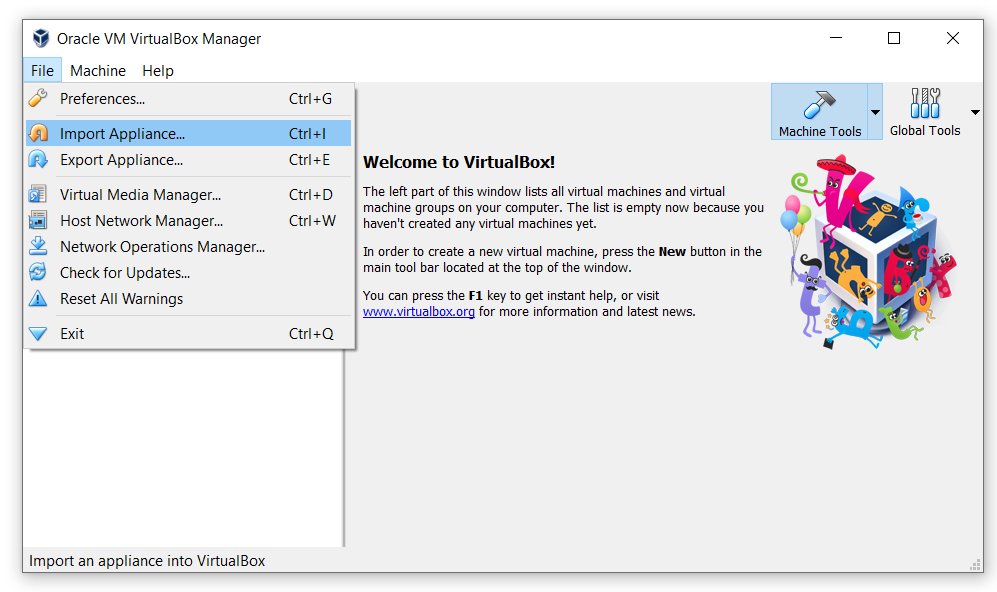 Oracle VM VirtualBox Manager
File Machine Help
Preferences... Ctrl+G
Import Appliance... Ctrl+I
Export Appliance... Ctrl+E
Virtual Media Manager... Ctrl+D
Host Network Manager... Ctrl+W
Network Operations Manager...
Check for Updates...
Reset All Warnings
Exit Ctrl+Q
Machine Tools
Global Tools
Welcome to VirtualBox!
The left part of this window lists all virtual machines and virtual
machine groups on your computer. The list is empty now because you
haven't created any virtual machines yet.
In order to create a new virtual machine, press the New button in the
main tool bar located at the top of the window.
You can press the F1 key to get instant help, or visit
www.virtualbox.org for more information and latest news.
Import an appliance into VirtualBox